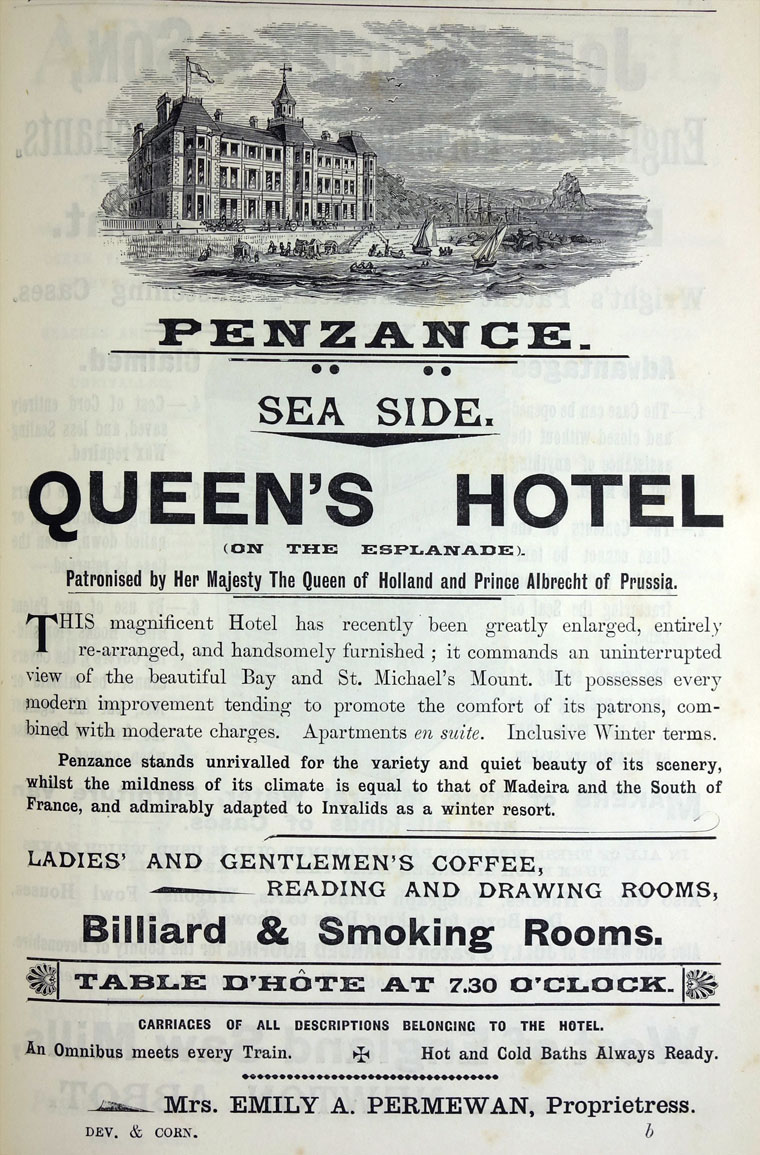 PENZANCE.
SEA SIDE.
QUEEN'S HOTEL
(ON THE ESPLANADE).
Patronised by Her Majesty The Queen of Holland and Prince Albrecht of Prussia.
THIS magnificent Hotel has recently been greatly enlarged, entirely
re-arranged, and handsomely furnished ; it commands an uninterrupted
view of the beautiful Bay and St. Michael's Mount. It possesses every
modern improvement tending to promote the comfort of its patrons, com-
bined with moderate charges. Apartments en suite. Inclusive Winter terms.
Penzance stands unrivalled for the variety and quiet beauty of its scenery,
whilst the mildness of its climate is equal to that of Madeira and the South of
France, and admirably adapted to Invalids as a winter resort.
LADIES' AND GENTLEMEN'S COFFEE,
READING AND DRAWING ROOMS,
Billiard & Smoking Rooms.
TABLE D'HÔTE AT 7.30 O'CLOCK.
CARRIAGES OF ALL DESCRIPTIONS BELONGING TO THE HOTEL.
An Omnibus meets every Train. Hot and Cold Baths Always Ready.
Mrs. EMILY A. PERMEWAN, Proprietress.
DEV. & CORN. b